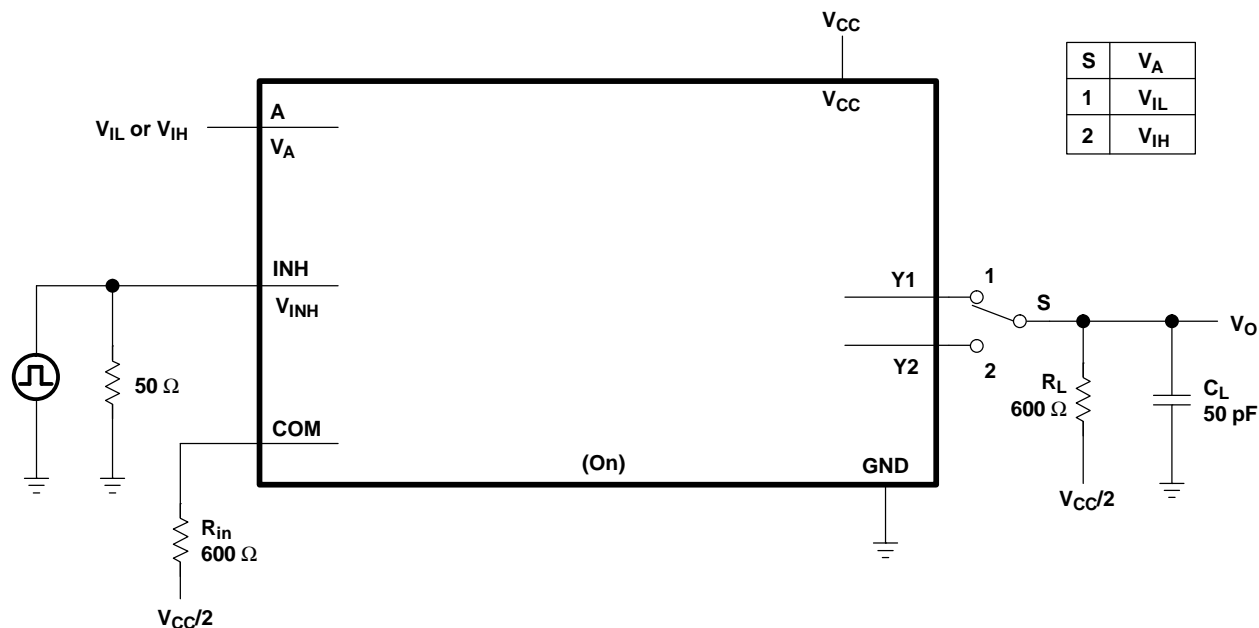 VCC
S VA
1 VIL
2 VIH
VCC
A
VIL or VIH
VA
INH
VINH
Y1
1
S
VO
Y2
2
50 Ω
RL
600 Ω
CL
50 pF
COM
(On)
GND
VCC/2
Rin
600 Ω
VCC/2